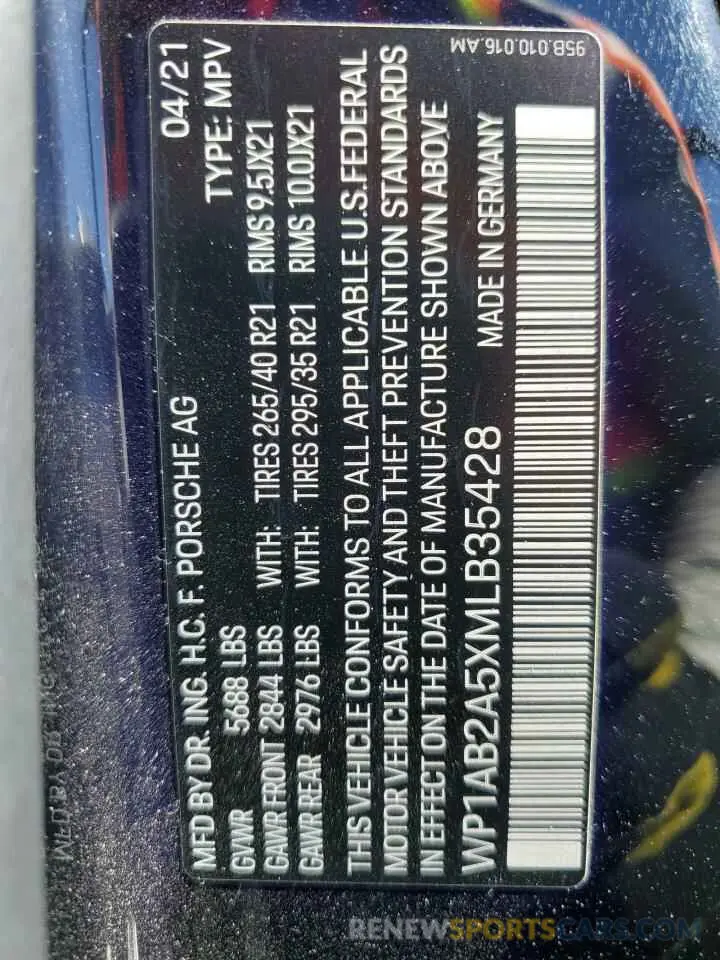 MFD BY DR. ING. H.C. F. PORSCHE AG 04/21
GVWR 5688 LBS TYPE: MPV
GAWR FRONT 2844 LBS WITH: TIRES 265/40 R21 RIMS 9.5JX21
GAWR REAR 2976 LBS WITH: TIRES 295/35 R21 RIMS 10.0JX21
THIS VEHICLE CONFORMS TO ALL APPLICABLE U.S.FEDERAL
MOTOR VEHICLE SAFETY AND THEFT PREVENTION STANDARDS
IN EFFECT ON THE DATE OF MANUFACTURE SHOWN ABOVE
WP1AB2A5XMLB35428 MADE IN GERMANY
95B.010.016.AM
RENEWSPORTSCARS.COM